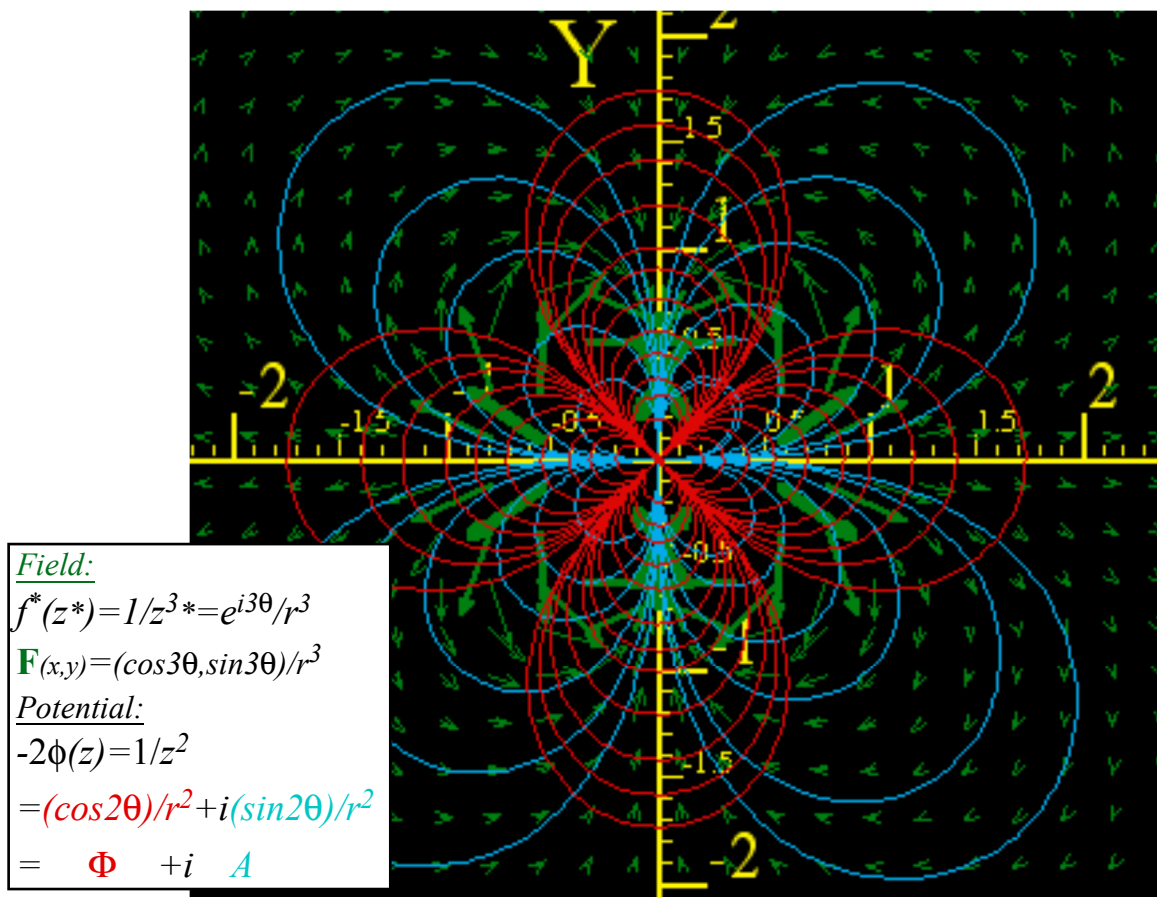 2
Y
1.5
1
0.5
-2
-1.5
-1
-0.5
0.5
1
1.5
2
-0.5
-1
-1.5
-2
Field:
f*(z*)=1/z³*=e^{i3θ}/r³
F(x,y)=(cos3θ,sin3θ)/r³
Potential:
-2ϕ(z)=1/z²
=(cos2θ)/r²+i(sin2θ)/r²
= Φ +i A